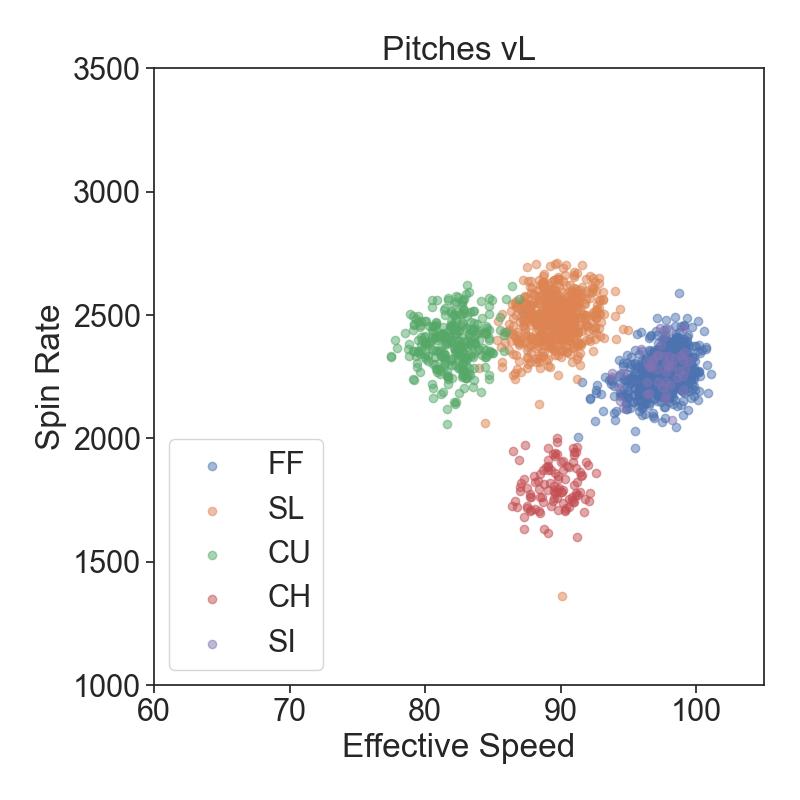 Pitches vL
3500
3000
2500
2000
1500
1000
Spin Rate
FF
SL
CU
CH
SI
60 70 80 90 100
Effective Speed